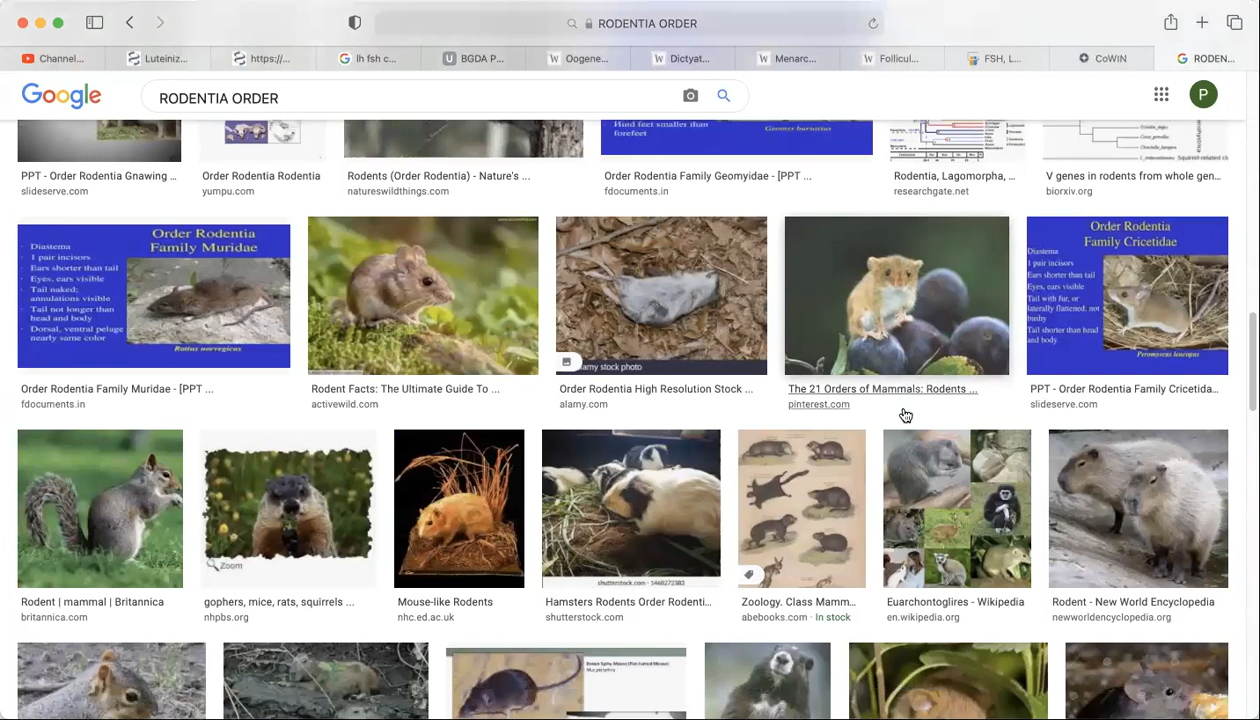 RODENTIA ORDER
Channel...
Luteiniz...
https://...
lh fsh c...
BGDA P...
Oogene...
Dictyat...
Menarc...
Follicul...
FSH, L...
CoWIN
RODEN...
Google
RODENTIA ORDER
P
Hind feet smaller than
forefeet
Geomys bursarius
PPT - Order Rodentia Gnawing ...
slideserve.com
Order Rodentia Rodentia
yumpu.com
Rodents (Order Rodentia) - Nature's ...
natureswildthings.com
Order Rodentia Family Geomyidae - [PPT ...
fdocuments.in
Rodentia, Lagomorpha, ...
researchgate.net
V genes in rodents from whole gen...
biorxiv.org
Order Rodentia
Family Muridae
Diastema
1 pair incisors
Ears shorter than tail
Eyes, ears visible
Tail naked;
annulations visible
Tail not longer than
head and body
Dorsal, ventral pelage
nearly same color
Rattus norvegicus
Order Rodentia Family Muridae - [PPT ...
fdocuments.in
Rodent Facts: The Ultimate Guide To ...
activewild.com
alamy stock photo
Order Rodentia High Resolution Stock ...
alamy.com
The 21 Orders of Mammals: Rodents ...
pinterest.com
Order Rodentia
Family Cricetidae
Diastema
1 pair incisors
Ears shorter than tail
Eyes, ears visible
Tail with fur, or
laterally flattened; not
bushy
Tail shorter than head
and body
Peromyscus leucopus
PPT - Order Rodentia Family Cricetida...
slideserve.com
Rodent | mammal | Britannica
britannica.com
Zoom
gophers, mice, rats, squirrels ...
nhpbs.org
Mouse-like Rodents
nhc.ed.ac.uk
shutterstock.com · 1468272383
Hamsters Rodents Order Rodenti...
shutterstock.com
Zoology. Class Mamm...
abebooks.com · In stock
Euarchontoglires - Wikipedia
en.wikipedia.org
Rodent - New World Encyclopedia
newworldencyclopedia.org